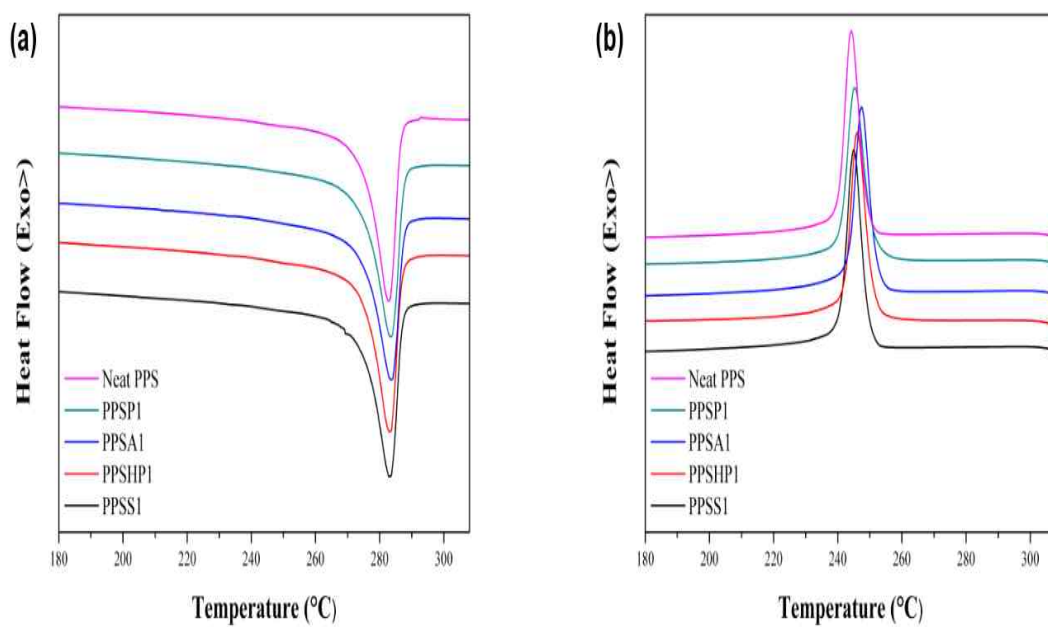 (a)
Heat Flow (Exo>)
Neat PPS
PPSP1
PPSA1
PPSHP1
PPSS1
180 200 220 240 260 280 300
Temperature (°C)
(b)
Heat Flow (Exo>)
Neat PPS
PPSP1
PPSA1
PPSHP1
PPSS1
180 200 220 240 260 280 300
Temperature (°C)